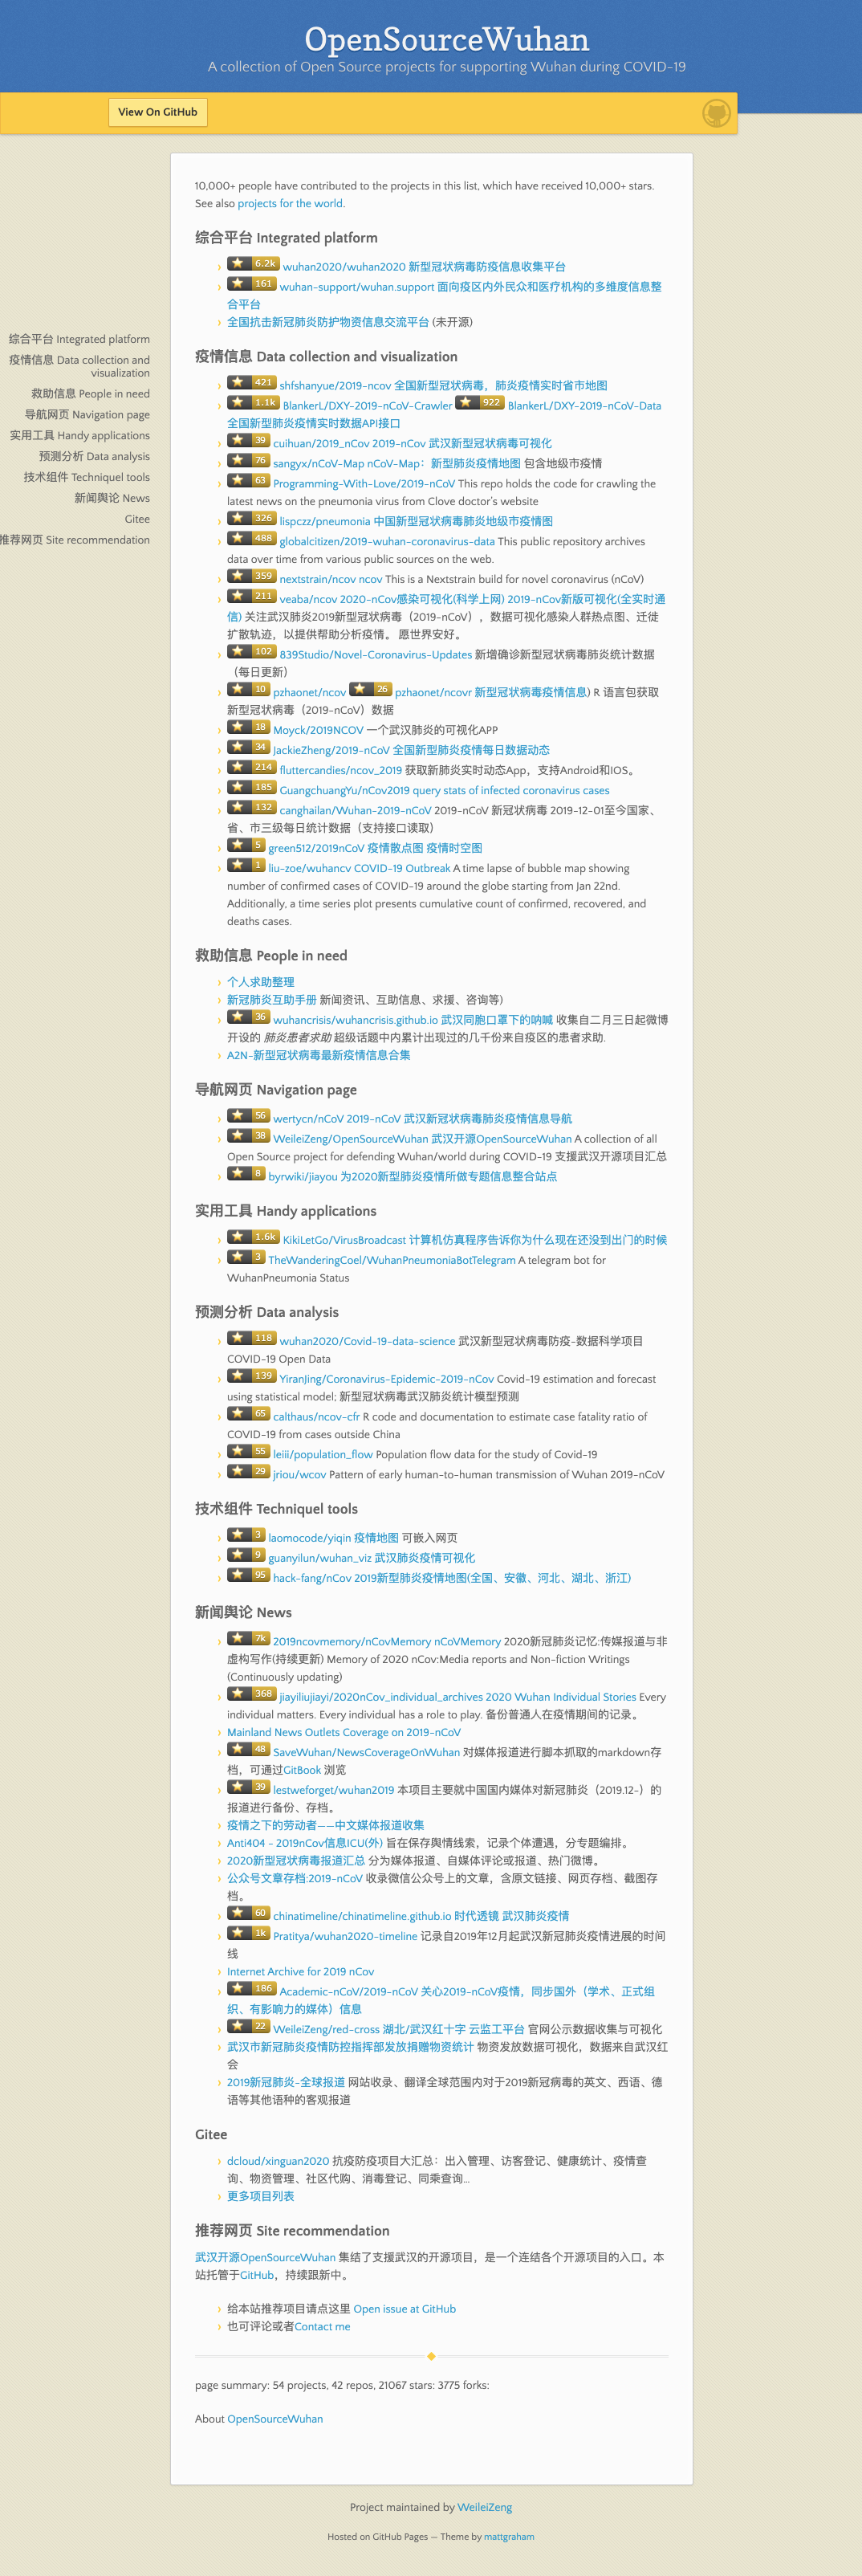 OpenSourceWuhan
A collection of Open Source projects for supporting Wuhan during COVID-19
View On GitHub
综合平台 Integrated platform
疫情信息 Data collection and
visualization
救助信息 People in need
导航网页 Navigation page
实用工具 Handy applications
预测分析 Data analysis
技术组件 Techniquel tools
新闻舆论 News
Gitee
推荐网页 Site recommendation
10,000+ people have contributed to the projects in this list, which have received 10,000+ stars.
See also projects for the world.
综合平台 Integrated platform
6.2k wuhan2020/wuhan2020 新型冠状病毒防疫信息收集平台
161 wuhan-support/wuhan.support 面向疫区内外民众和医疗机构的多维度信息整
合平台
全国抗击新冠肺炎防护物资信息交流平台 (未开源)
疫情信息 Data collection and visualization
421 shfshanyue/2019-ncov 全国新型冠状病毒，肺炎疫情实时省市地图
1.1k BlankerL/DXY-2019-nCoV-Crawler 922 BlankerL/DXY-2019-nCoV-Data
全国新型肺炎疫情实时数据API接口
39 cuihuan/2019_nCov 2019-nCov 武汉新型冠状病毒可视化
76 sangyx/nCoV-Map nCoV-Map：新型肺炎疫情地图 包含地级市疫情
63 Programming-With-Love/2019-nCoV This repo holds the code for crawling the
latest news on the pneumonia virus from Clove doctor's website
326 lispczz/pneumonia 中国新型冠状病毒肺炎地级市疫情图
488 globalcitizen/2019-wuhan-coronavirus-data This public repository archives
data over time from various public sources on the web.
359 nextstrain/ncov ncov This is a Nextstrain build for novel coronavirus (nCoV)
211 veaba/ncov 2020-nCov感染可视化(科学上网) 2019-nCov新版可视化(全实时通
信) 关注武汉肺炎2019新型冠状病毒（2019-nCoV），数据可视化感染人群热点图、迁徙
扩散轨迹，以提供帮助分析疫情。 愿世界安好。
102 839Studio/Novel-Coronavirus-Updates 新增确诊新型冠状病毒肺炎统计数据
（每日更新）
10 pzhaonet/ncov 26 pzhaonet/ncovr 新型冠状病毒疫情信息) R 语言包获取
新型冠状病毒（2019-nCoV）数据
18 Moyck/2019NCOV 一个武汉肺炎的可视化APP
34 JackieZheng/2019-nCoV 全国新型肺炎疫情每日数据动态
214 fluttercandies/ncov_2019 获取新肺炎实时动态App，支持Android和IOS。
185 GuangchuangYu/nCov2019 query stats of infected coronavirus cases
132 canghailan/Wuhan-2019-nCoV 2019-nCoV 新冠状病毒 2019-12-01至今国家、
省、市三级每日统计数据（支持接口读取）
5 green512/2019nCoV 疫情散点图 疫情时空图
1 liu-zoe/wuhancv COVID-19 Outbreak A time lapse of bubble map showing
number of confirmed cases of COVID-19 around the globe starting from Jan 22nd.
Additionally, a time series plot presents cumulative count of confirmed, recovered, and
deaths cases.
救助信息 People in need
个人求助整理
新冠肺炎互助手册 新闻资讯、互助信息、求援、咨询等)
36 wuhancrisis/wuhancrisis.github.io 武汉同胞口罩下的呐喊 收集自二月三日起微博
开设的 肺炎患者求助 超级话题中内累计出现过的几千份来自疫区的患者求助.
A2N-新型冠状病毒最新疫情信息合集
导航网页 Navigation page
56 wertycn/nCoV 2019-nCoV 武汉新冠状病毒肺炎疫情信息导航
38 WeileiZeng/OpenSourceWuhan 武汉开源OpenSourceWuhan A collection of all
Open Source project for defending Wuhan/world during COVID-19 支援武汉开源项目汇总
8 byrwiki/jiayou 为2020新型肺炎疫情所做专题信息整合站点
实用工具 Handy applications
1.6k KikiLetGo/VirusBroadcast 计算机仿真程序告诉你为什么现在还没到出门的时候
3 TheWanderingCoel/WuhanPneumoniaBotTelegram A telegram bot for
WuhanPneumonia Status
预测分析 Data analysis
118 wuhan2020/Covid-19-data-science 武汉新型冠状病毒防疫-数据科学项目
COVID-19 Open Data
139 YiranJing/Coronavirus-Epidemic-2019-nCov Covid-19 estimation and forecast
using statistical model; 新型冠状病毒武汉肺炎统计模型预测
65 calthaus/ncov-cfr R code and documentation to estimate case fatality ratio of
COVID-19 from cases outside China
55 leiii/population_flow Population flow data for the study of Covid-19
29 jriou/wcov Pattern of early human-to-human transmission of Wuhan 2019-nCoV
技术组件 Techniquel tools
3 laomocode/yiqin 疫情地图 可嵌入网页
9 guanyilun/wuhan_viz 武汉肺炎疫情可视化
95 hack-fang/nCov 2019新型肺炎疫情地图(全国、安徽、河北、湖北、浙江)
新闻舆论 News
7k 2019ncovmemory/nCovMemory nCoVMemory 2020新冠肺炎记忆:传媒报道与非
虚构写作(持续更新) Memory of 2020 nCov:Media reports and Non-fiction Writings
(Continuously updating)
368 jiayiliujiayi/2020nCov_individual_archives 2020 Wuhan Individual Stories Every
individual matters. Every individual has a role to play. 备份普通人在疫情期间的记录。
Mainland News Outlets Coverage on 2019-nCoV
48 SaveWuhan/NewsCoverageOnWuhan 对媒体报道进行脚本抓取的markdown存
档，可通过GitBook 浏览
39 lestweforget/wuhan2019 本项目主要就中国国内媒体对新冠肺炎（2019.12-）的
报道进行备份、存档。
疫情之下的劳动者——中文媒体报道收集
Anti404 - 2019nCov信息ICU(外) 旨在保存舆情线索，记录个体遭遇，分专题编排。
2020新型冠状病毒报道汇总 分为媒体报道、自媒体评论或报道、热门微博。
公众号文章存档:2019-nCoV 收录微信公众号上的文章，含原文链接、网页存档、截图存
档。
60 chinatimeline/chinatimeline.github.io 时代透镜 武汉肺炎疫情
1k Pratitya/wuhan2020-timeline 记录自2019年12月起武汉新冠肺炎疫情进展的时间
线
Internet Archive for 2019 nCov
186 Academic-nCoV/2019-nCoV 关心2019-nCoV疫情，同步国外（学术、正式组
织、有影响力的媒体）信息
22 WeileiZeng/red-cross 湖北/武汉红十字 云监工平台 官网公示数据收集与可视化
武汉市新冠肺炎疫情防控指挥部发放捐赠物资统计 物资发放数据可视化，数据来自武汉红
会
2019新冠肺炎-全球报道 网站收录、翻译全球范围内对于2019新冠病毒的英文、西语、德
语等其他语种的客观报道
Gitee
dcloud/xinguan2020 抗疫防疫项目大汇总：出入管理、访客登记、健康统计、疫情查
询、物资管理、社区代购、消毒登记、同乘查询...
更多项目列表
推荐网页 Site recommendation
武汉开源OpenSourceWuhan 集结了支援武汉的开源项目，是一个连结各个开源项目的入口。本
站托管于GitHub，持续跟新中。
给本站推荐项目请点这里 Open issue at GitHub
也可评论或者Contact me
page summary: 54 projects, 42 repos, 21067 stars: 3775 forks:
About OpenSourceWuhan
Project maintained by WeileiZeng
Hosted on GitHub Pages — Theme by mattgraham